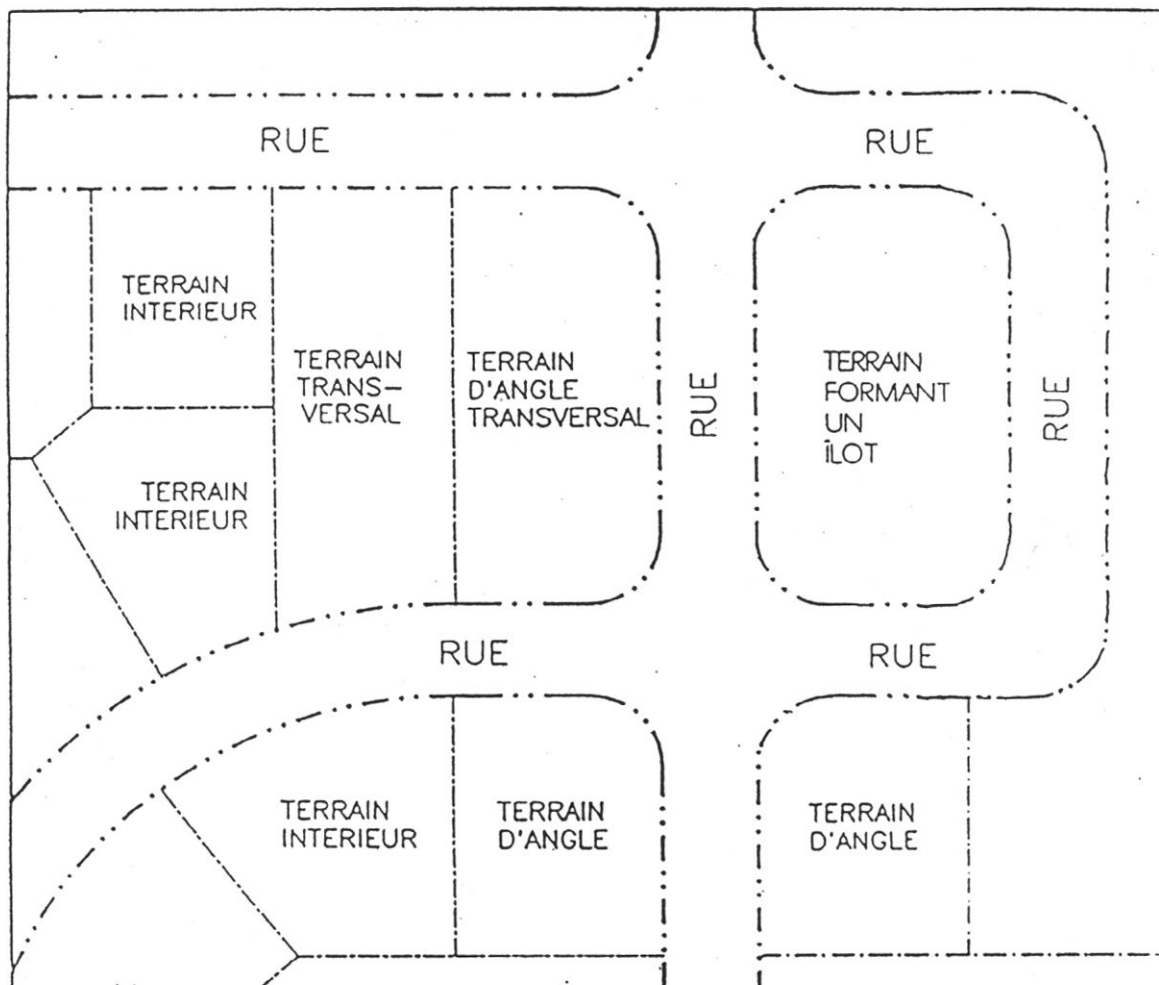 RUE
RUE
TERRAIN
INTERIEUR
TERRAIN
TRANS-
VERSAL
TERRAIN
D'ANGLE
TRANSVERSAL
RUE
TERRAIN
FORMANT
UN
ÎLOT
RUE
TERRAIN
INTERIEUR
RUE
RUE
TERRAIN
INTERIEUR
TERRAIN
D'ANGLE
TERRAIN
D'ANGLE